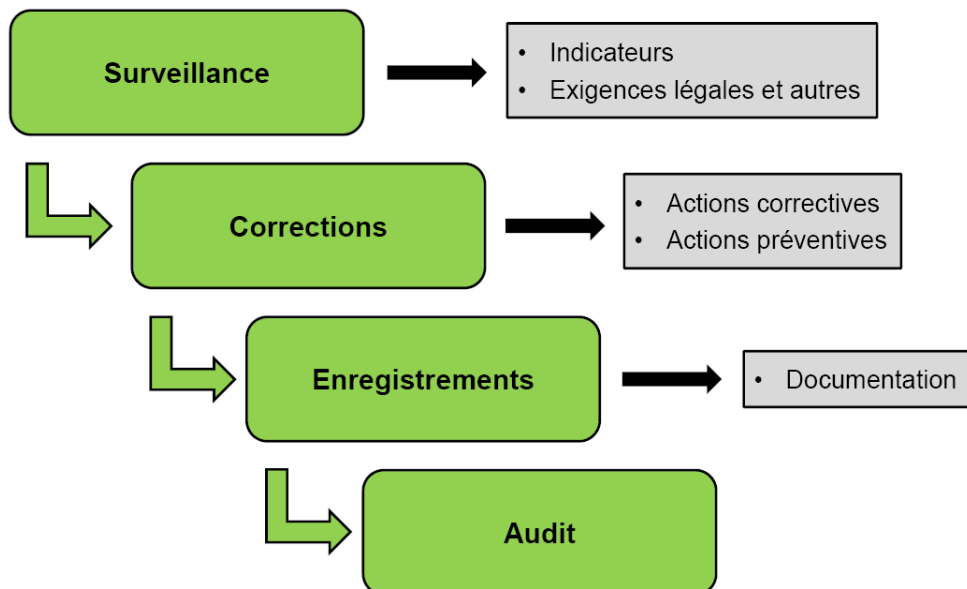 Surveillance
• Indicateurs
• Exigences légales et autres
Corrections
• Actions correctives
• Actions préventives
Enregistrements
• Documentation
Audit